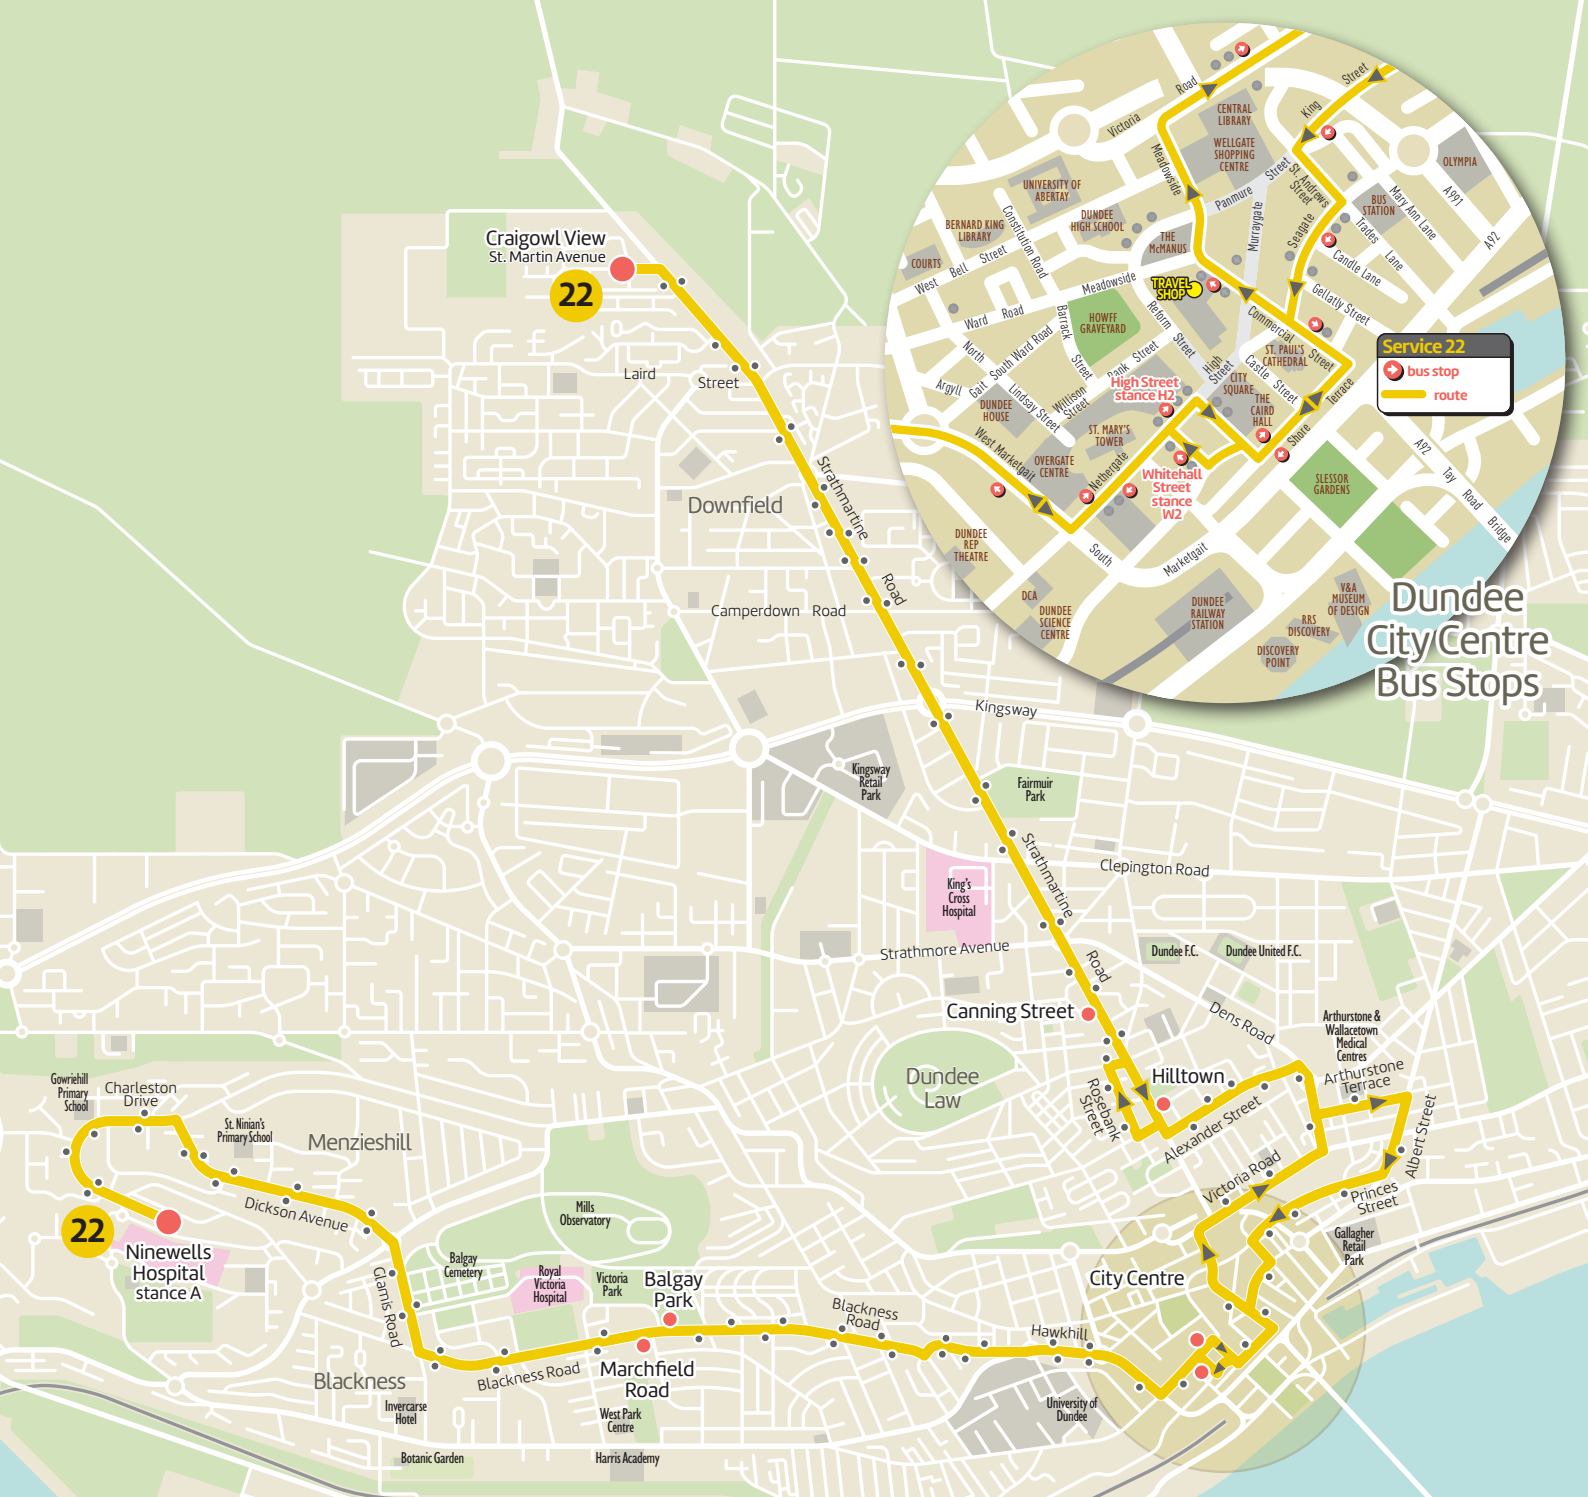 Craigowl View
St. Martin Avenue
22
Laird
Street
Strathmartine
Road
Downfield
Camperdown Road
Kingsway
Kingsway
Retail
Park
Fairmuir
Park
Strathmartine
Road
Clepington Road
King's
Cross
Hospital
Strathmore Avenue
Dundee F.C.
Dundee United F.C.
Canning Street
Dens Road
Arthurstone &
Wallacetown
Medical
Centres
Arthurstone
Terrace
Hilltown
Dundee
Law
Rosebank
Street
Alexander Street
Albert Street
Victoria Road
Princes
Street
Gallagher
Retail
Park
City Centre
Gowriehill
Primary
School
Charleston
Drive
St. Ninian's
Primary School
Menzieshill
Dickson Avenue
22
Ninewells
Hospital
stance A
Glamis Road
Mills
Observatory
Balgay
Cemetery
Royal
Victoria
Hospital
Victoria
Park
Balgay
Park
Blackness
Road
Hawkhill
Blackness
Blackness Road
Marchfield
Road
Invercarse
Hotel
West Park
Centre
University of
Dundee
Botanic Garden
Harris Academy
Road
Victoria
Street
King
CENTRAL
LIBRARY
WELLGATE
SHOPPING
CENTRE
OLYMPIA
Meadowside
Panmure Street
St. Andrews
Street
BUS
STATION
Mary Ann Lane
A991
A92
Trades Lane
Candle Lane
Seagate
Murraygate
Gellatly Street
UNIVERSITY OF
ABERTAY
DUNDEE
HIGH SCHOOL
THE
McMANUS
BERNARD KING
LIBRARY
Constitution Road
COURTS
West Bell Street
Meadowside
TRAVEL
SHOP
Ward Road
HOWFF
GRAVEYARD
Barrack
Street
Reform Street
Commercial
Street
ST. PAUL'S
CATHEDRAL
Castle Street
High
Street
CITY
SQUARE
THE
CAIRD
HALL
Shore
Terrace
North
South Ward Road
Bank Street
Argyll
Gait
Lindsay Street
Willison
Street
High Street
stance H2
DUNDEE
HOUSE
ST. MARY'S
TOWER
West Marketgait
OVERGATE
CENTRE
Nethergate
Whitehall
Street
stance
W2
SLESSOR
GARDENS
DUNDEE
REP
THEATRE
South
Marketgait
DCA
DUNDEE
SCIENCE
CENTRE
DUNDEE
RAILWAY
STATION
V&A
MUSEUM
OF DESIGN
RRS
DISCOVERY
DISCOVERY
POINT
A92
Tay Road Bridge
Service 22
bus stop
route
Dundee
City Centre
Bus Stops